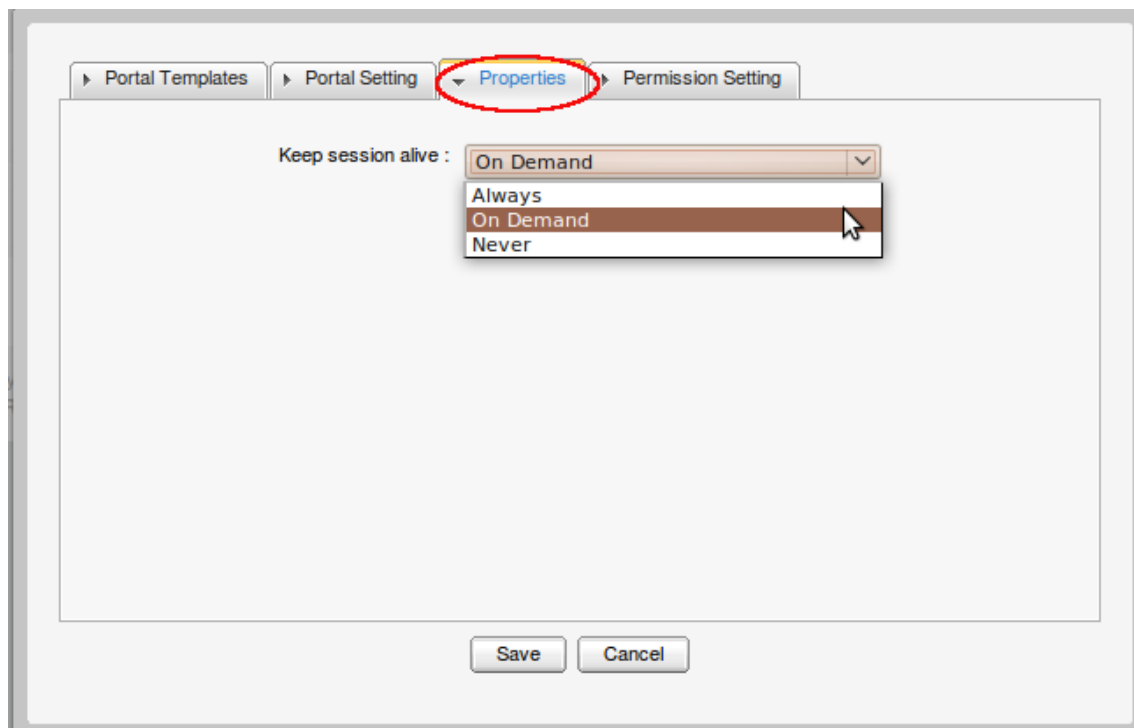 Portal Templates Portal Setting Properties Permission Setting
Keep session alive : On Demand
Always
On Demand
Never
Save Cancel